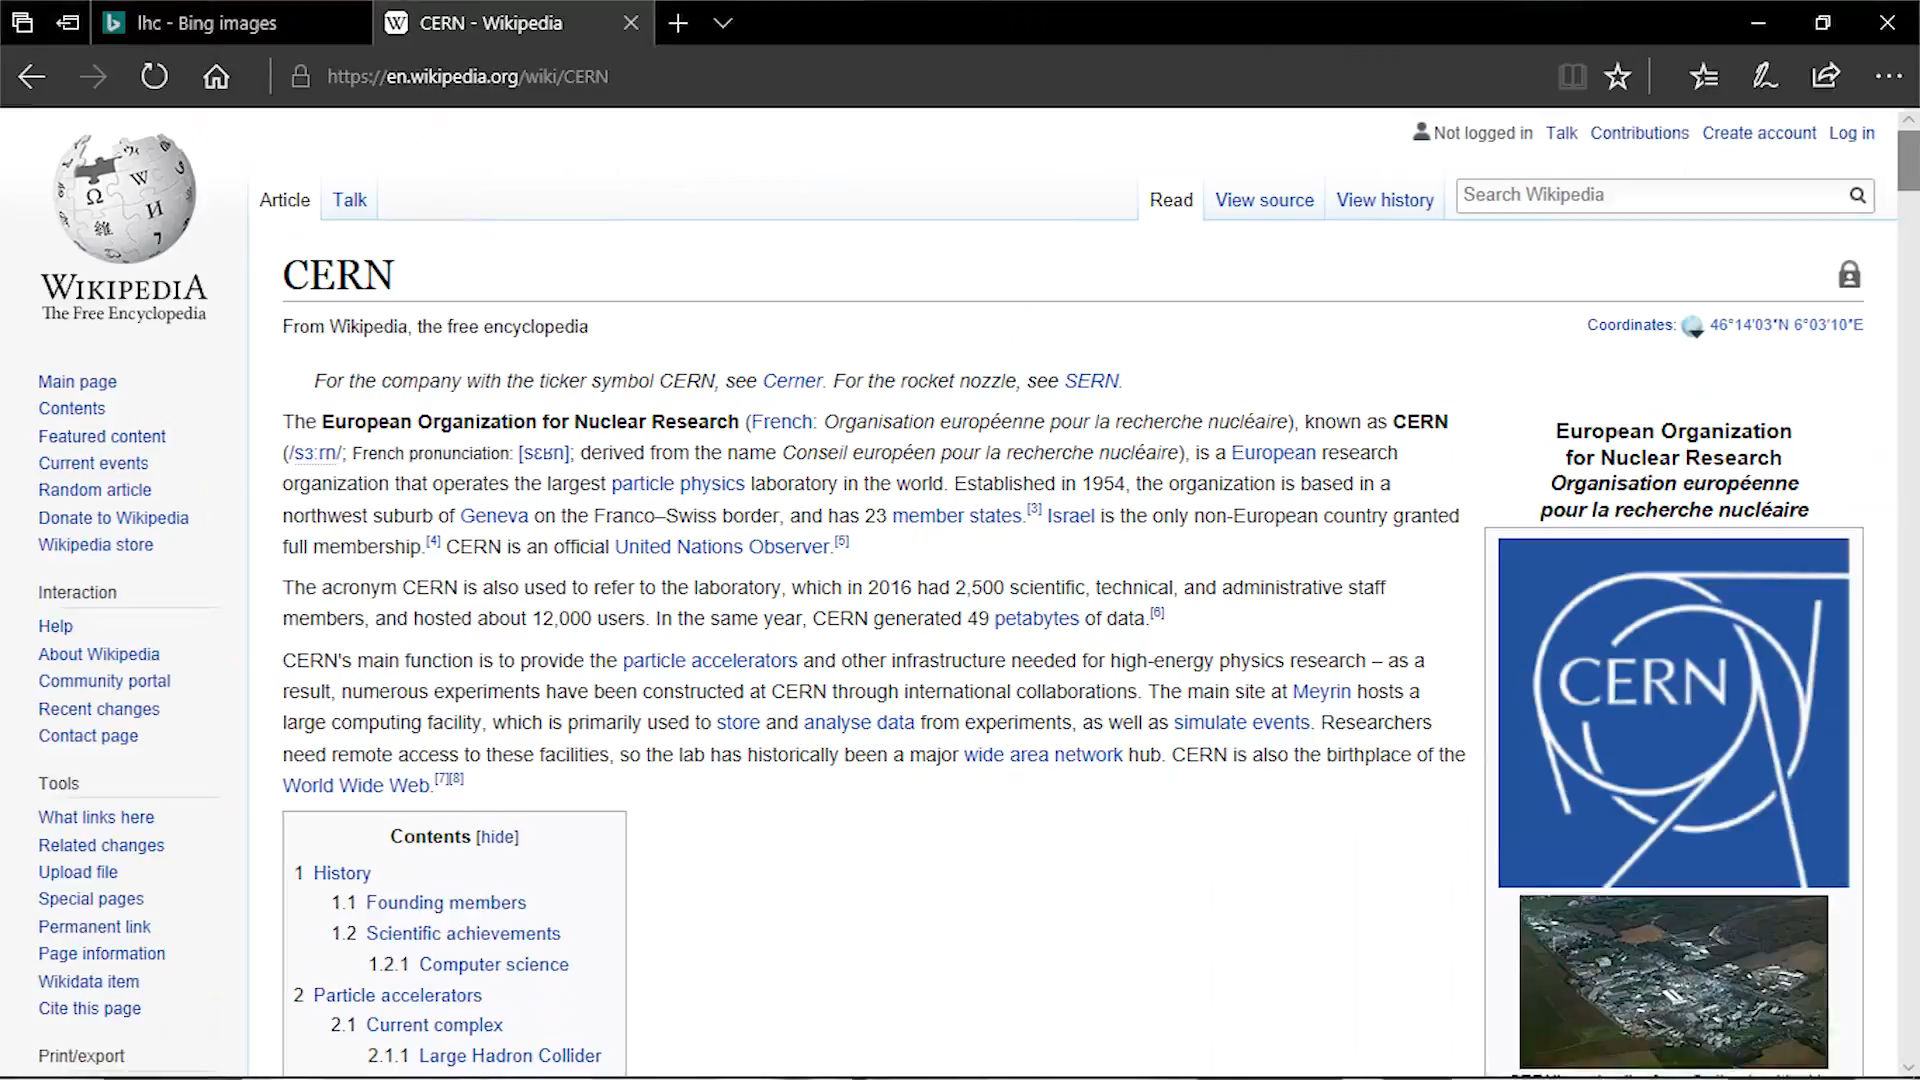 lhc - Bing images
CERN - Wikipedia
https://en.wikipedia.org/wiki/CERN
Not logged in Talk Contributions Create account Log in
Article Talk Read View source View history Search Wikipedia
WIKIPEDIA
The Free Encyclopedia
Main page
Contents
Featured content
Current events
Random article
Donate to Wikipedia
Wikipedia store
Interaction
Help
About Wikipedia
Community portal
Recent changes
Contact page
Tools
What links here
Related changes
Upload file
Special pages
Permanent link
Page information
Wikidata item
Cite this page
Print/export
CERN
From Wikipedia, the free encyclopedia
Coordinates: 46°14′03″N 6°03′10″E
For the company with the ticker symbol CERN, see Cerner. For the rocket nozzle, see SERN.
The European Organization for Nuclear Research (French: Organisation européenne pour la recherche nucléaire), known as CERN
(/sɜːrn/; French pronunciation: [sɛʁn]; derived from the name Conseil européen pour la recherche nucléaire), is a European research
organization that operates the largest particle physics laboratory in the world. Established in 1954, the organization is based in a
northwest suburb of Geneva on the Franco–Swiss border, and has 23 member states.[3] Israel is the only non-European country granted
full membership.[4] CERN is an official United Nations Observer.[5]
The acronym CERN is also used to refer to the laboratory, which in 2016 had 2,500 scientific, technical, and administrative staff
members, and hosted about 12,000 users. In the same year, CERN generated 49 petabytes of data.[6]
CERN's main function is to provide the particle accelerators and other infrastructure needed for high-energy physics research – as a
result, numerous experiments have been constructed at CERN through international collaborations. The main site at Meyrin hosts a
large computing facility, which is primarily used to store and analyse data from experiments, as well as simulate events. Researchers
need remote access to these facilities, so the lab has historically been a major wide area network hub. CERN is also the birthplace of the
World Wide Web.[7][8]
Contents [hide]
1 History
1.1 Founding members
1.2 Scientific achievements
1.2.1 Computer science
2 Particle accelerators
2.1 Current complex
2.1.1 Large Hadron Collider
European Organization
for Nuclear Research
Organisation européenne
pour la recherche nucléaire
CERN